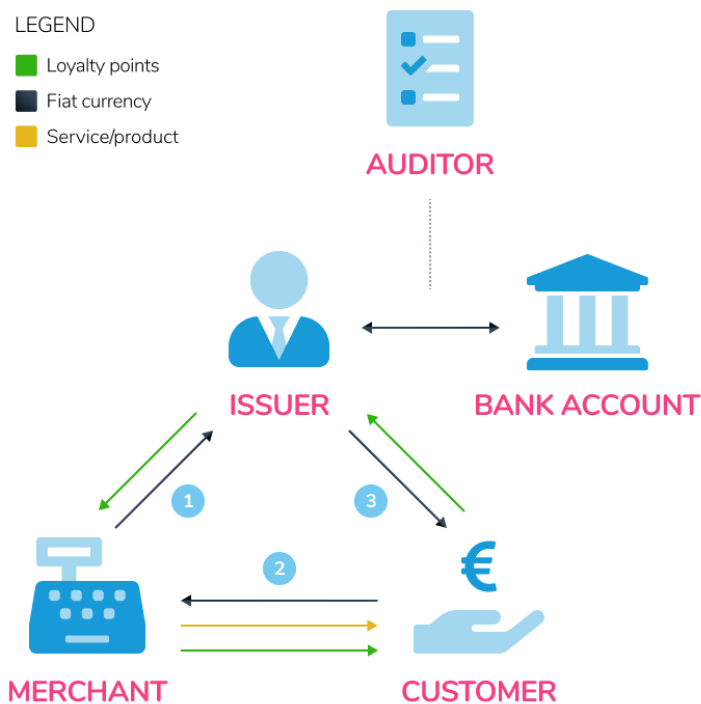 LEGEND
Loyalty points
Fiat currency
Service/product
AUDITOR
ISSUER
BANK ACCOUNT
1
3
2
€
MERCHANT
CUSTOMER